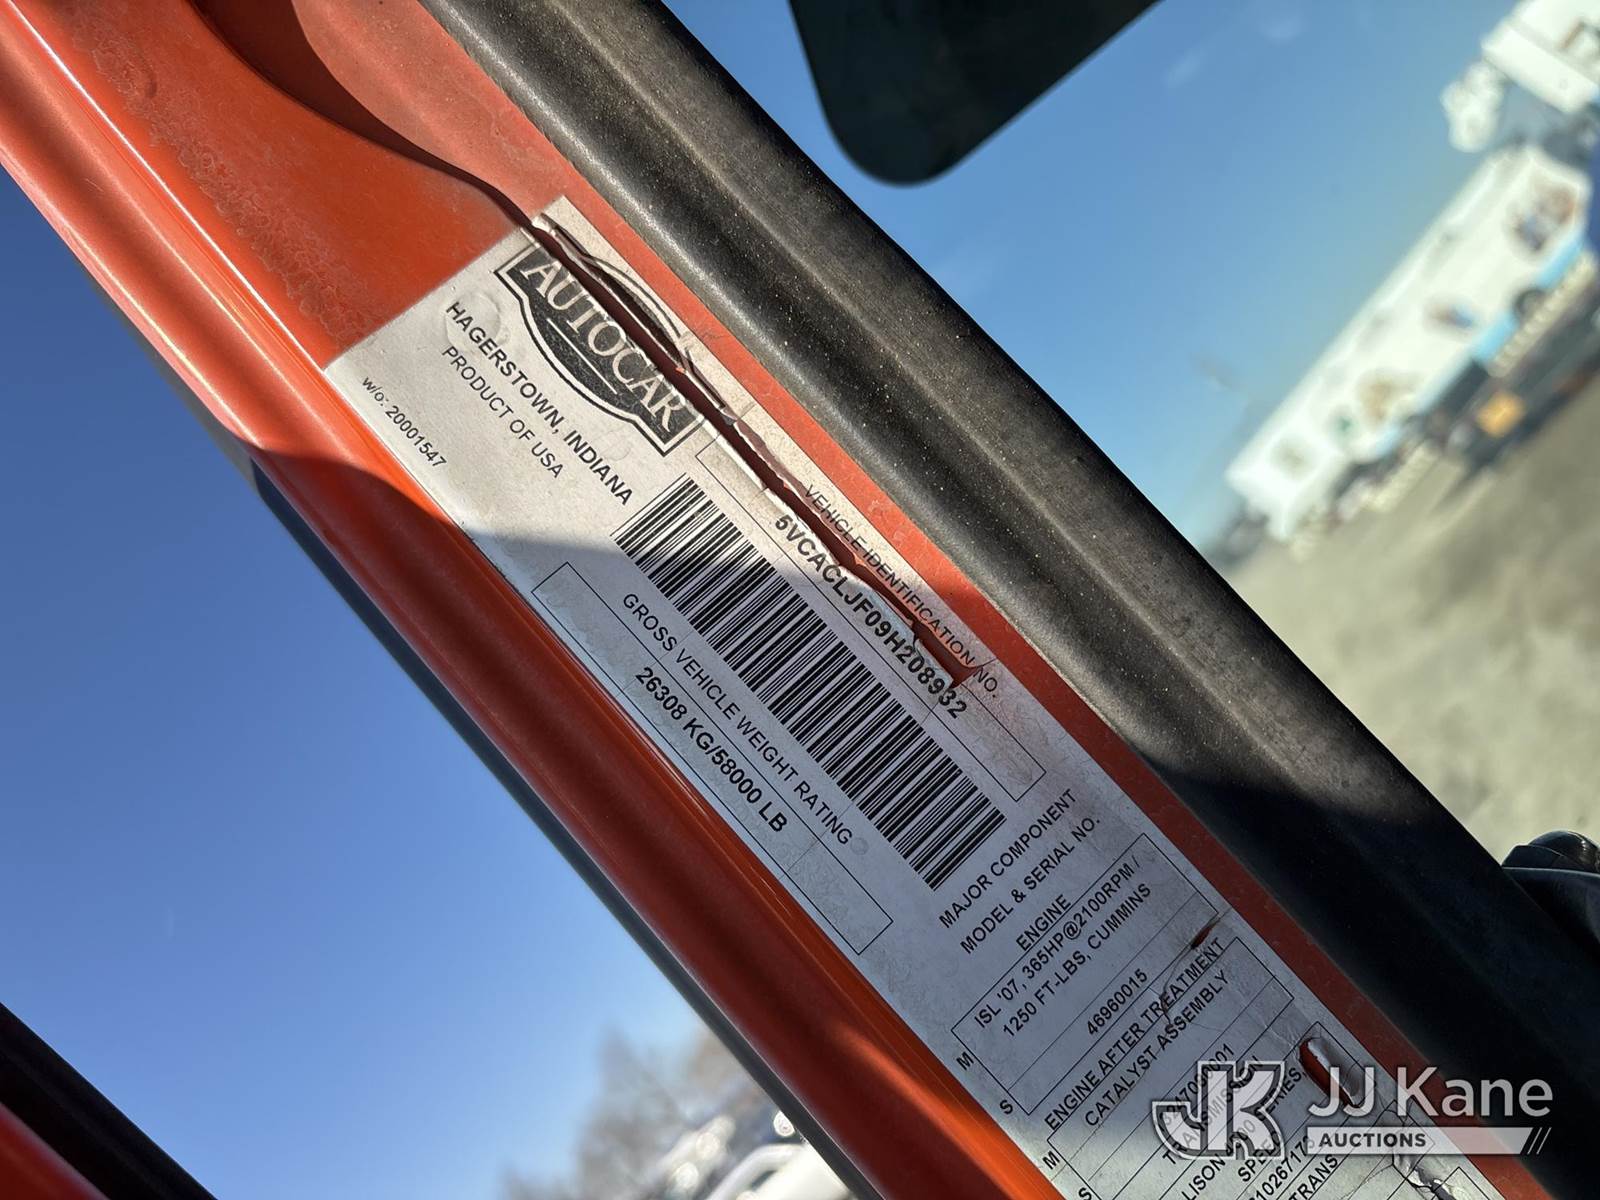 AUTOCAR
HAGERSTOWN, INDIANA
PRODUCT OF USA
w/o: 20001547
VEHICLE IDENTIFICATION NO.
5VCACLJF09H208932
GROSS VEHICLE WEIGHT RATING
26308 KG/58000 LB
MAJOR COMPONENT
MODEL & SERIAL NO.
ENGINE
M
ISL '07, 365HP@2100RPM /
1250 FT-LBS, CUMMINS
S
46960015
ENGINE AFTER TREATMENT
CATALYST ASSEMBLY
M
S
JK
JJ Kane
AUCTIONS